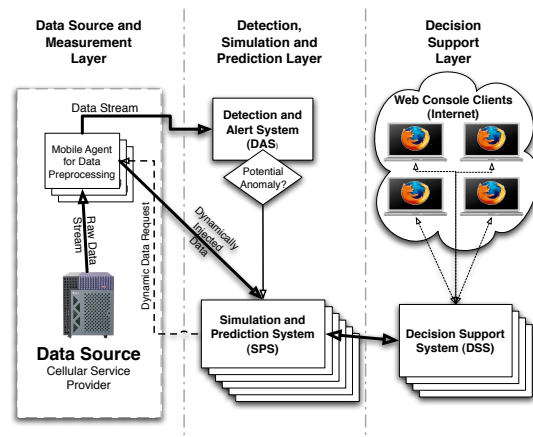 Data Source and
Measurement
Layer
Detection,
Simulation and
Prediction Layer
Decision
Support
Layer
Data Stream
Mobile Agent
for Data
Preprocessing
Raw Data
Stream
Data Source
Cellular Service
Provider
Detection and
Alert System
(DAS)
Potential
Anomaly?
Dynamically
Injected
Data
Dynamic Data Request
Simulation and
Prediction System
(SPS)
Web Console Clients
(Internet)
Decision Support
System (DSS)